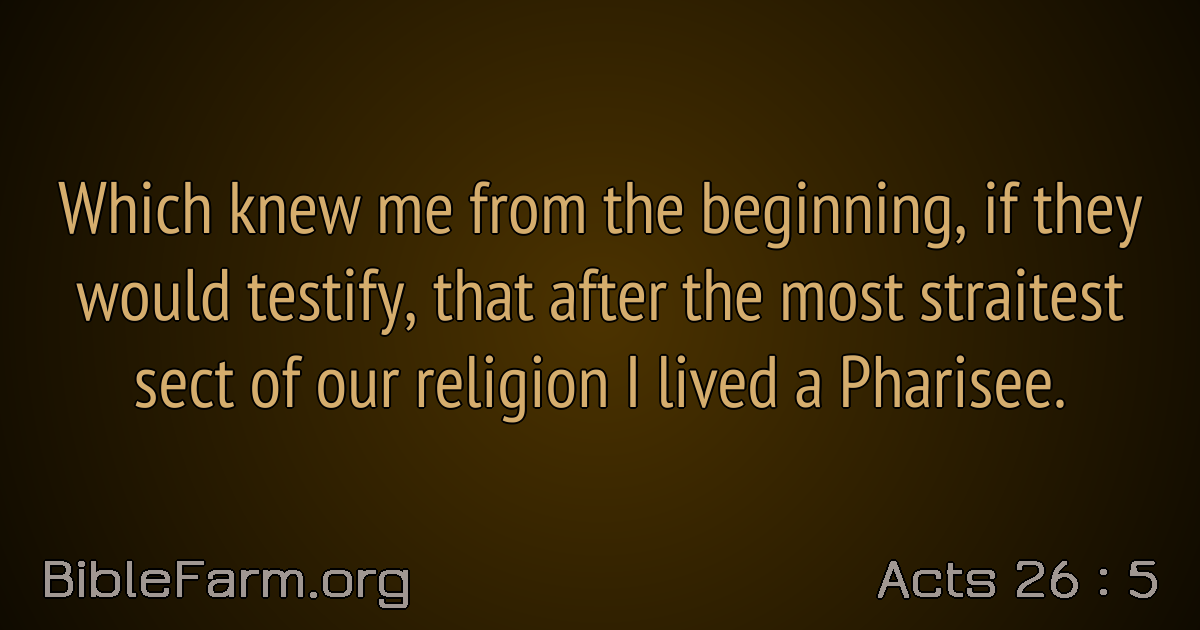 Which knew me from the beginning, if they
would testify, that after the most straitest
sect of our religion I lived a Pharisee.
BibleFarm.org
Acts 26 : 5